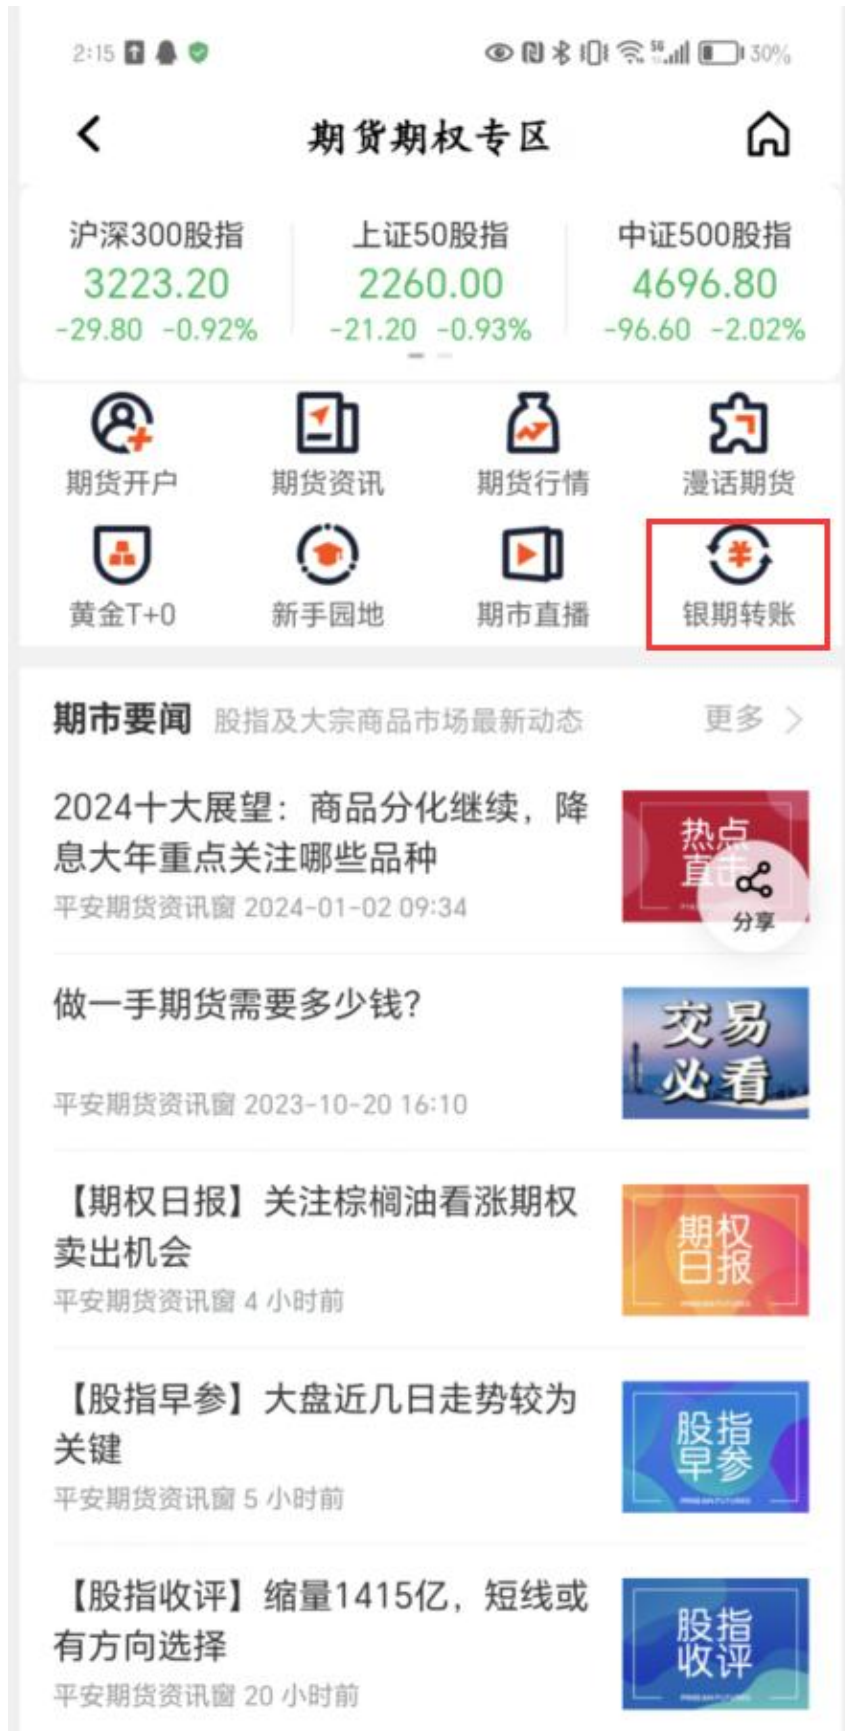 2:15
5G
30%
期货期权专区
沪深300股指 上证50股指 中证500股指
3223.20 2260.00 4696.80
-29.80 -0.92% -21.20 -0.93% -96.60 -2.02%
期货开户 期货资讯 期货行情 漫话期货
黄金T+0 新手园地 期市直播 银期转账
期市要闻 股指及大宗商品市场最新动态 更多
2024十大展望：商品分化继续，降
息大年重点关注哪些品种
平安期货资讯窗 2024-01-02 09:34
热点
直击
分享
做一手期货需要多少钱?
平安期货资讯窗 2023-10-20 16:10
交易
必看
【期权日报】关注棕榈油看涨期权
卖出机会
平安期货资讯窗 4 小时前
期权
日报
【股指早参】大盘近几日走势较为
关键
平安期货资讯窗 5 小时前
股指
早参
【股指收评】缩量1415亿，短线或
有方向选择
平安期货资讯窗 20 小时前
股指
收评